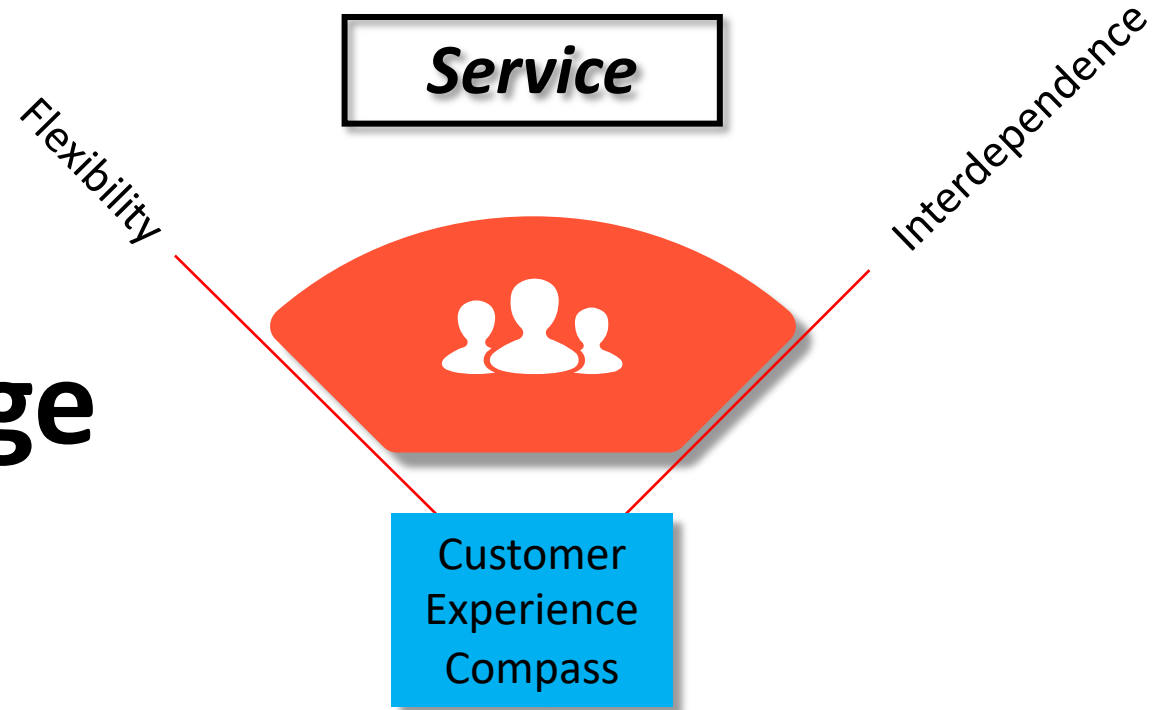 Service
Flexibility
Interdependence
ge
Customer
Experience
Compass